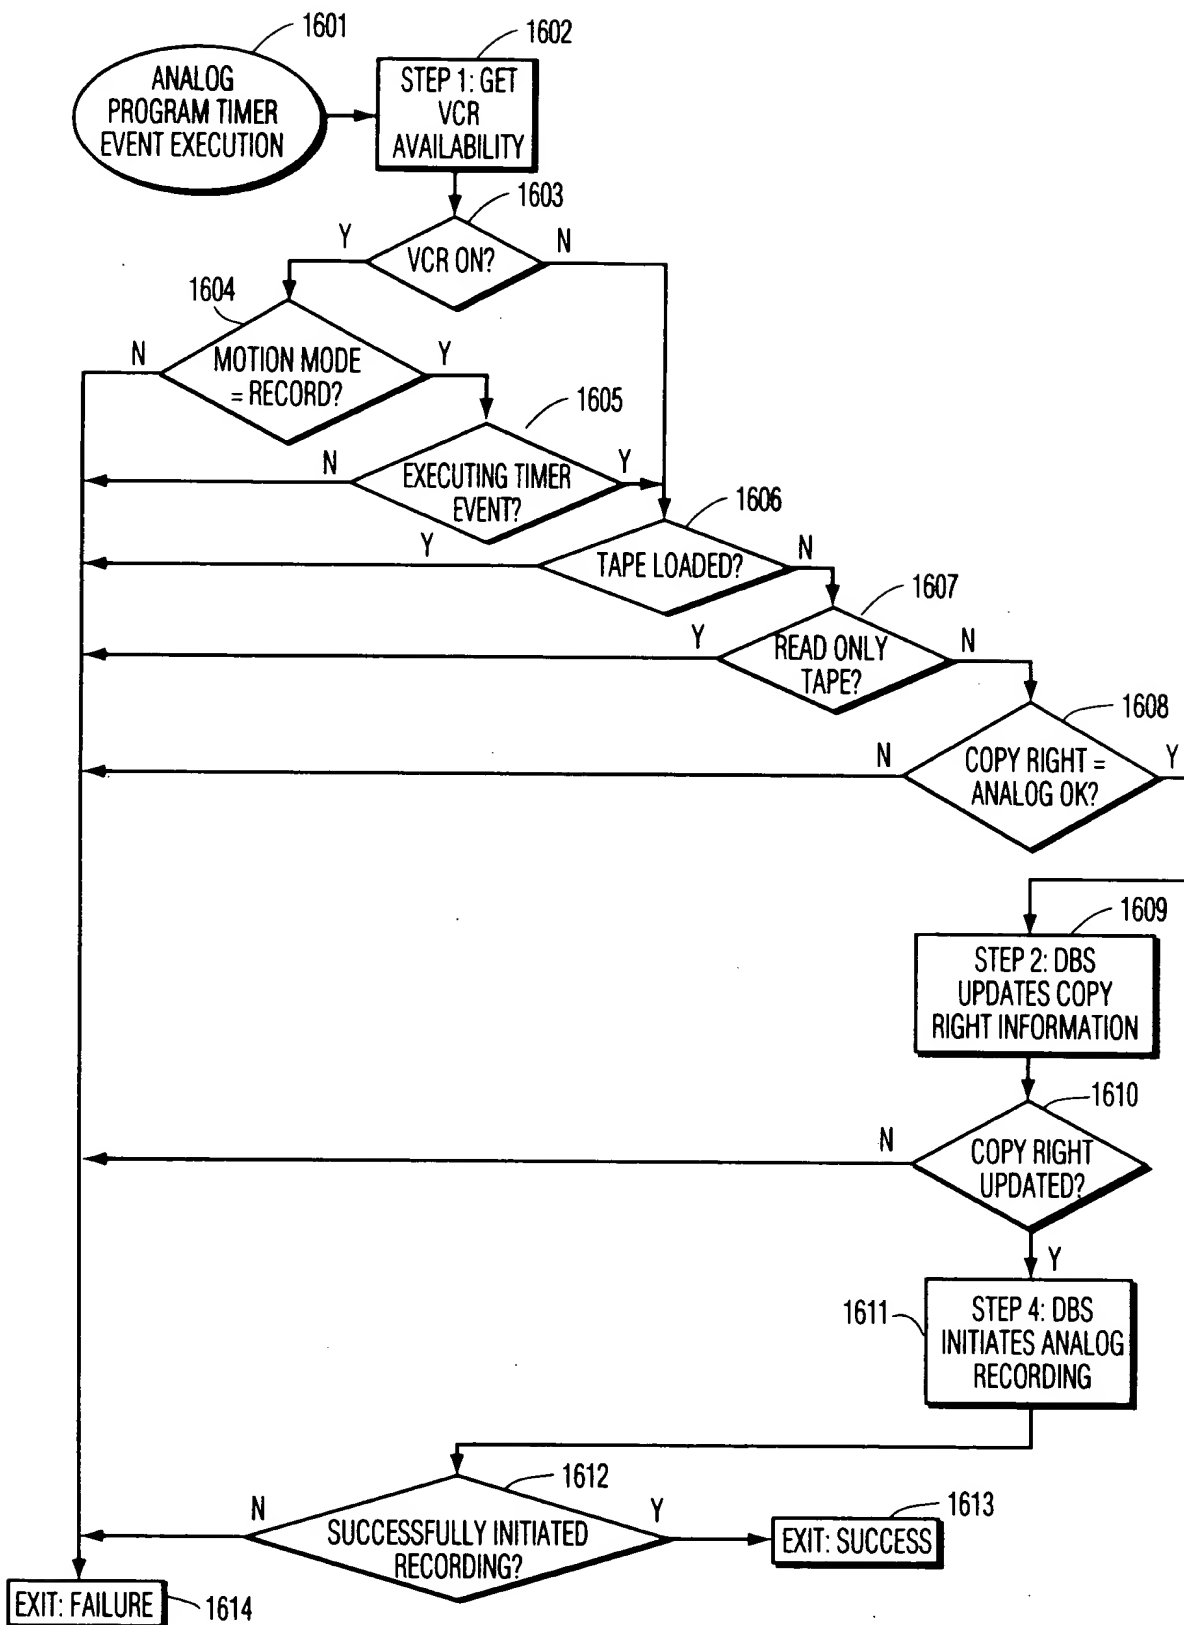 1601
ANALOG
PROGRAM TIMER
EVENT EXECUTION
1602
STEP 1: GET
VCR
AVAILABILITY
1603
Y
VCR ON?
N
1604
N
MOTION MODE
= RECORD?
Y
1605
N
EXECUTING TIMER
EVENT?
Y
1606
Y
TAPE LOADED?
N
1607
Y
READ ONLY
TAPE?
N
1608
N
COPY RIGHT =
ANALOG OK?
Y
1609
STEP 2: DBS
UPDATES COPY
RIGHT INFORMATION
1610
N
COPY RIGHT
UPDATED?
Y
1611
STEP 4: DBS
INITIATES ANALOG
RECORDING
1612
N
SUCCESSFULLY INITIATED
RECORDING?
Y
1613
EXIT: SUCCESS
EXIT: FAILURE
1614